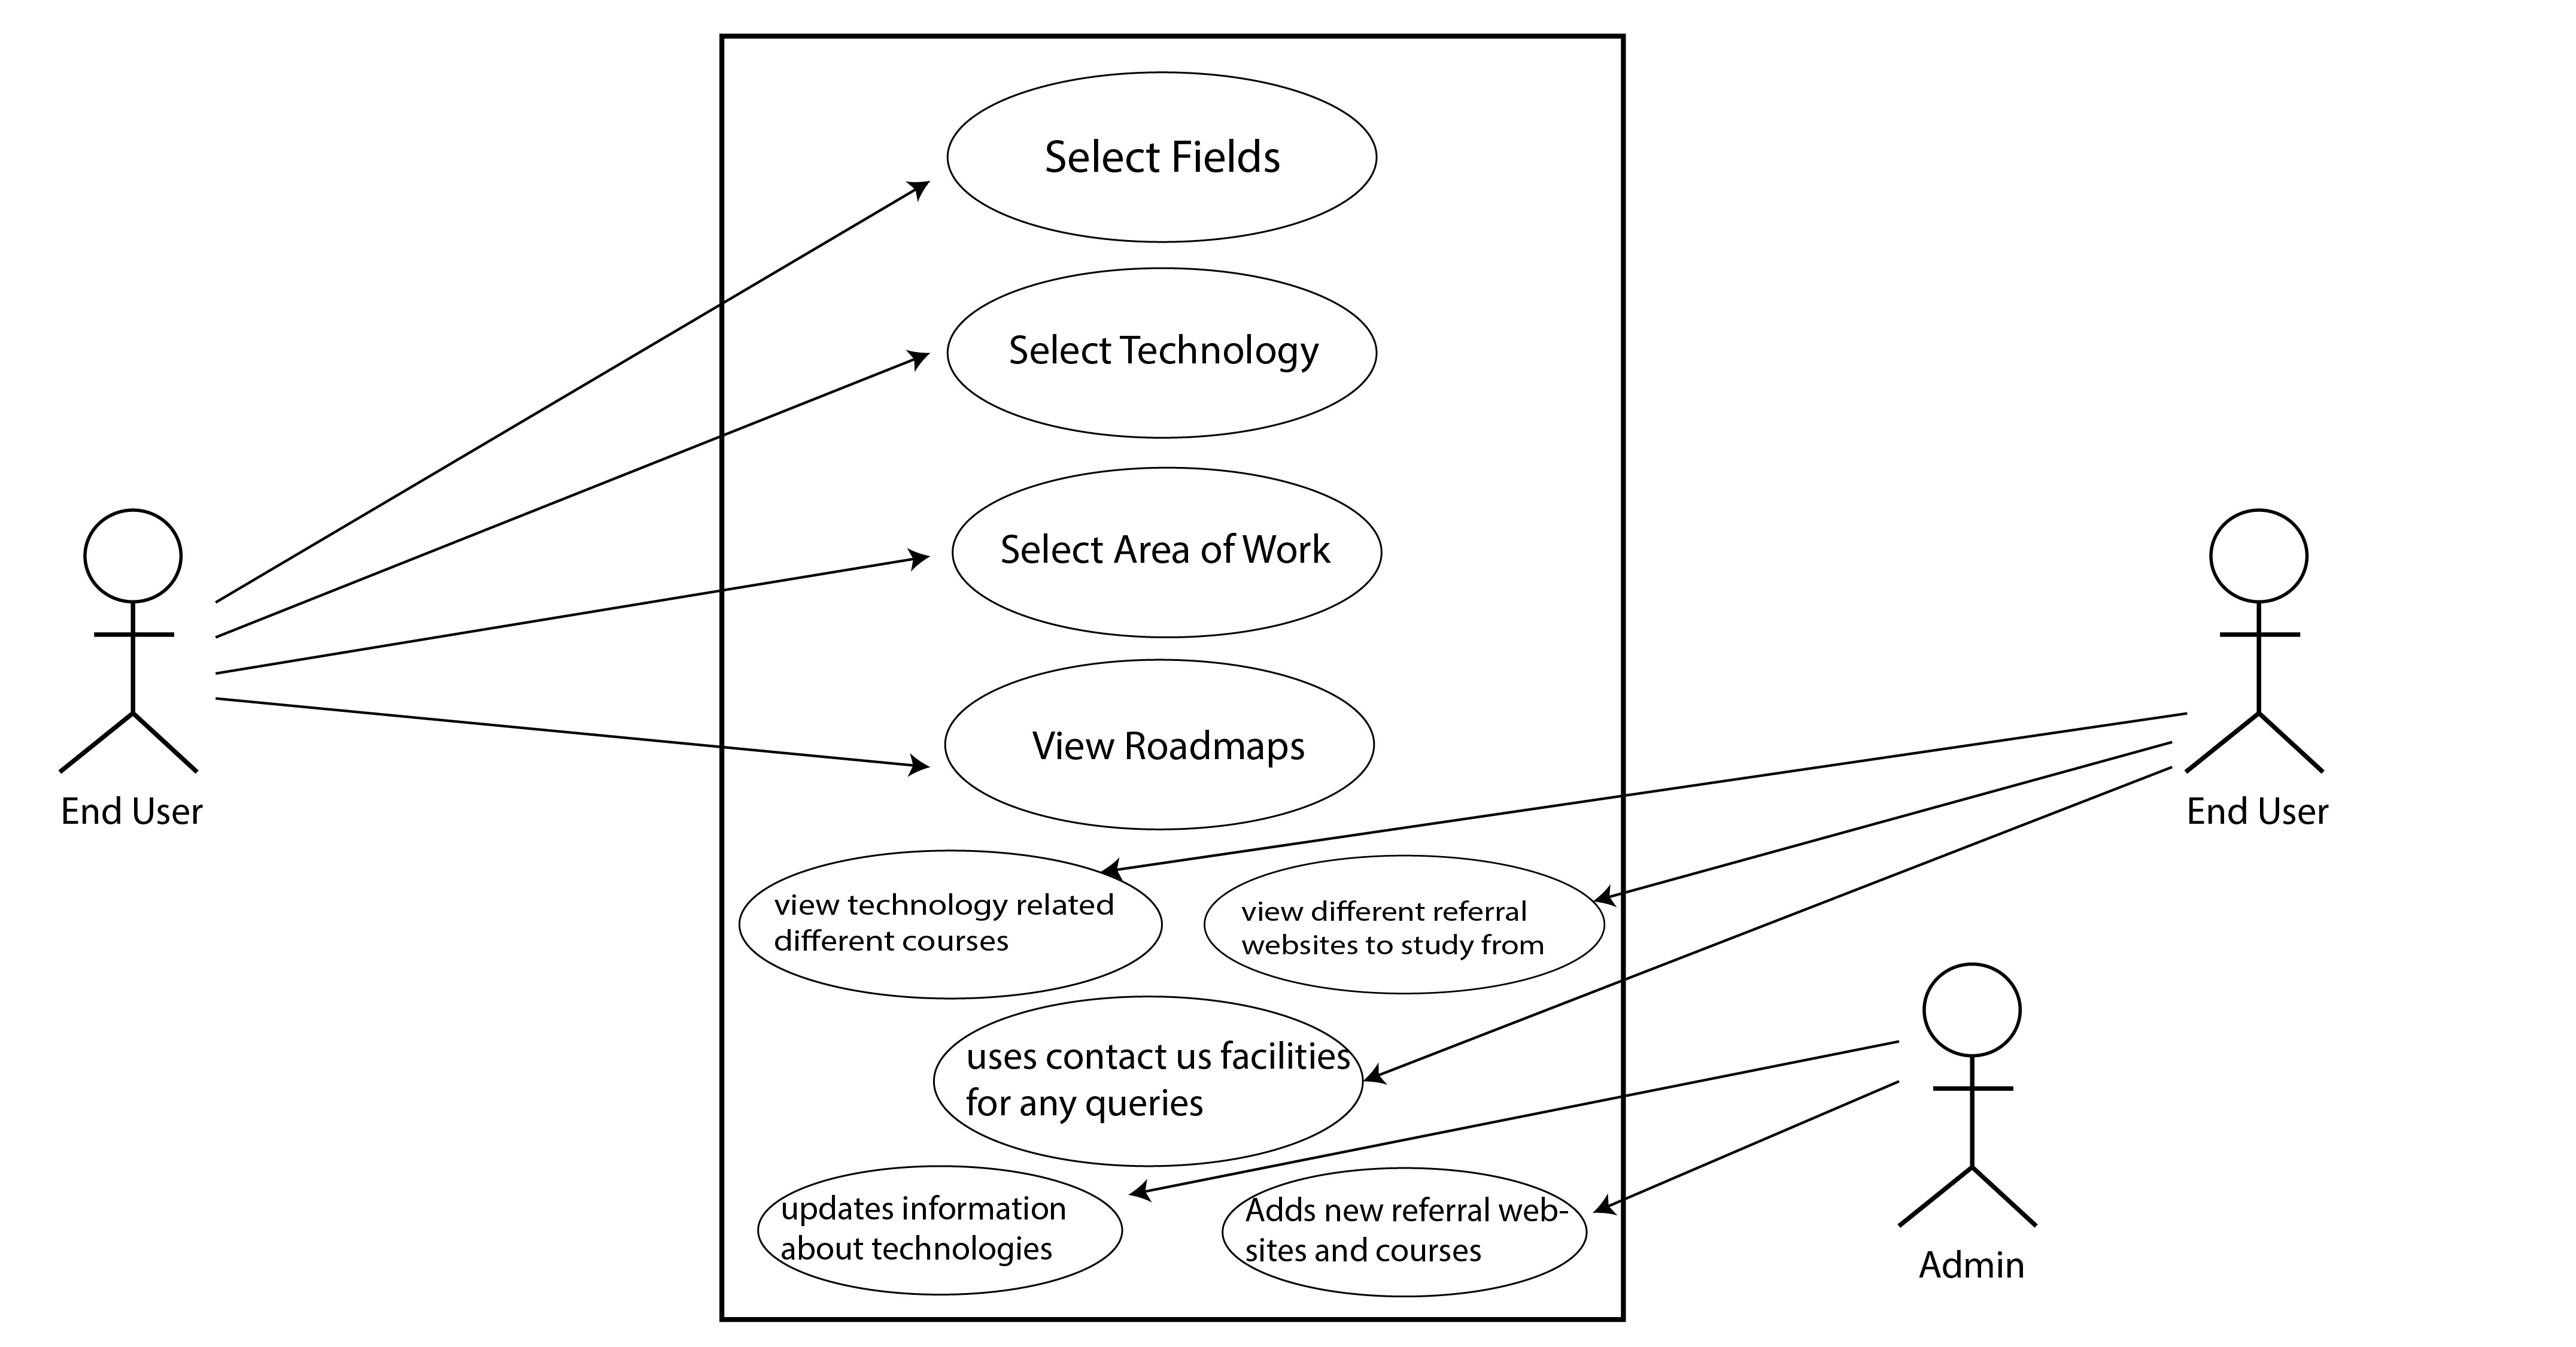 Select Fields
Select Technology
Select Area of Work
View Roadmaps
End User
End User
view technology related
different courses
view different referral
websites to study from
uses contact us facilities
for any queries
updates information
about technologies
Adds new referral web-
sites and courses
Admin